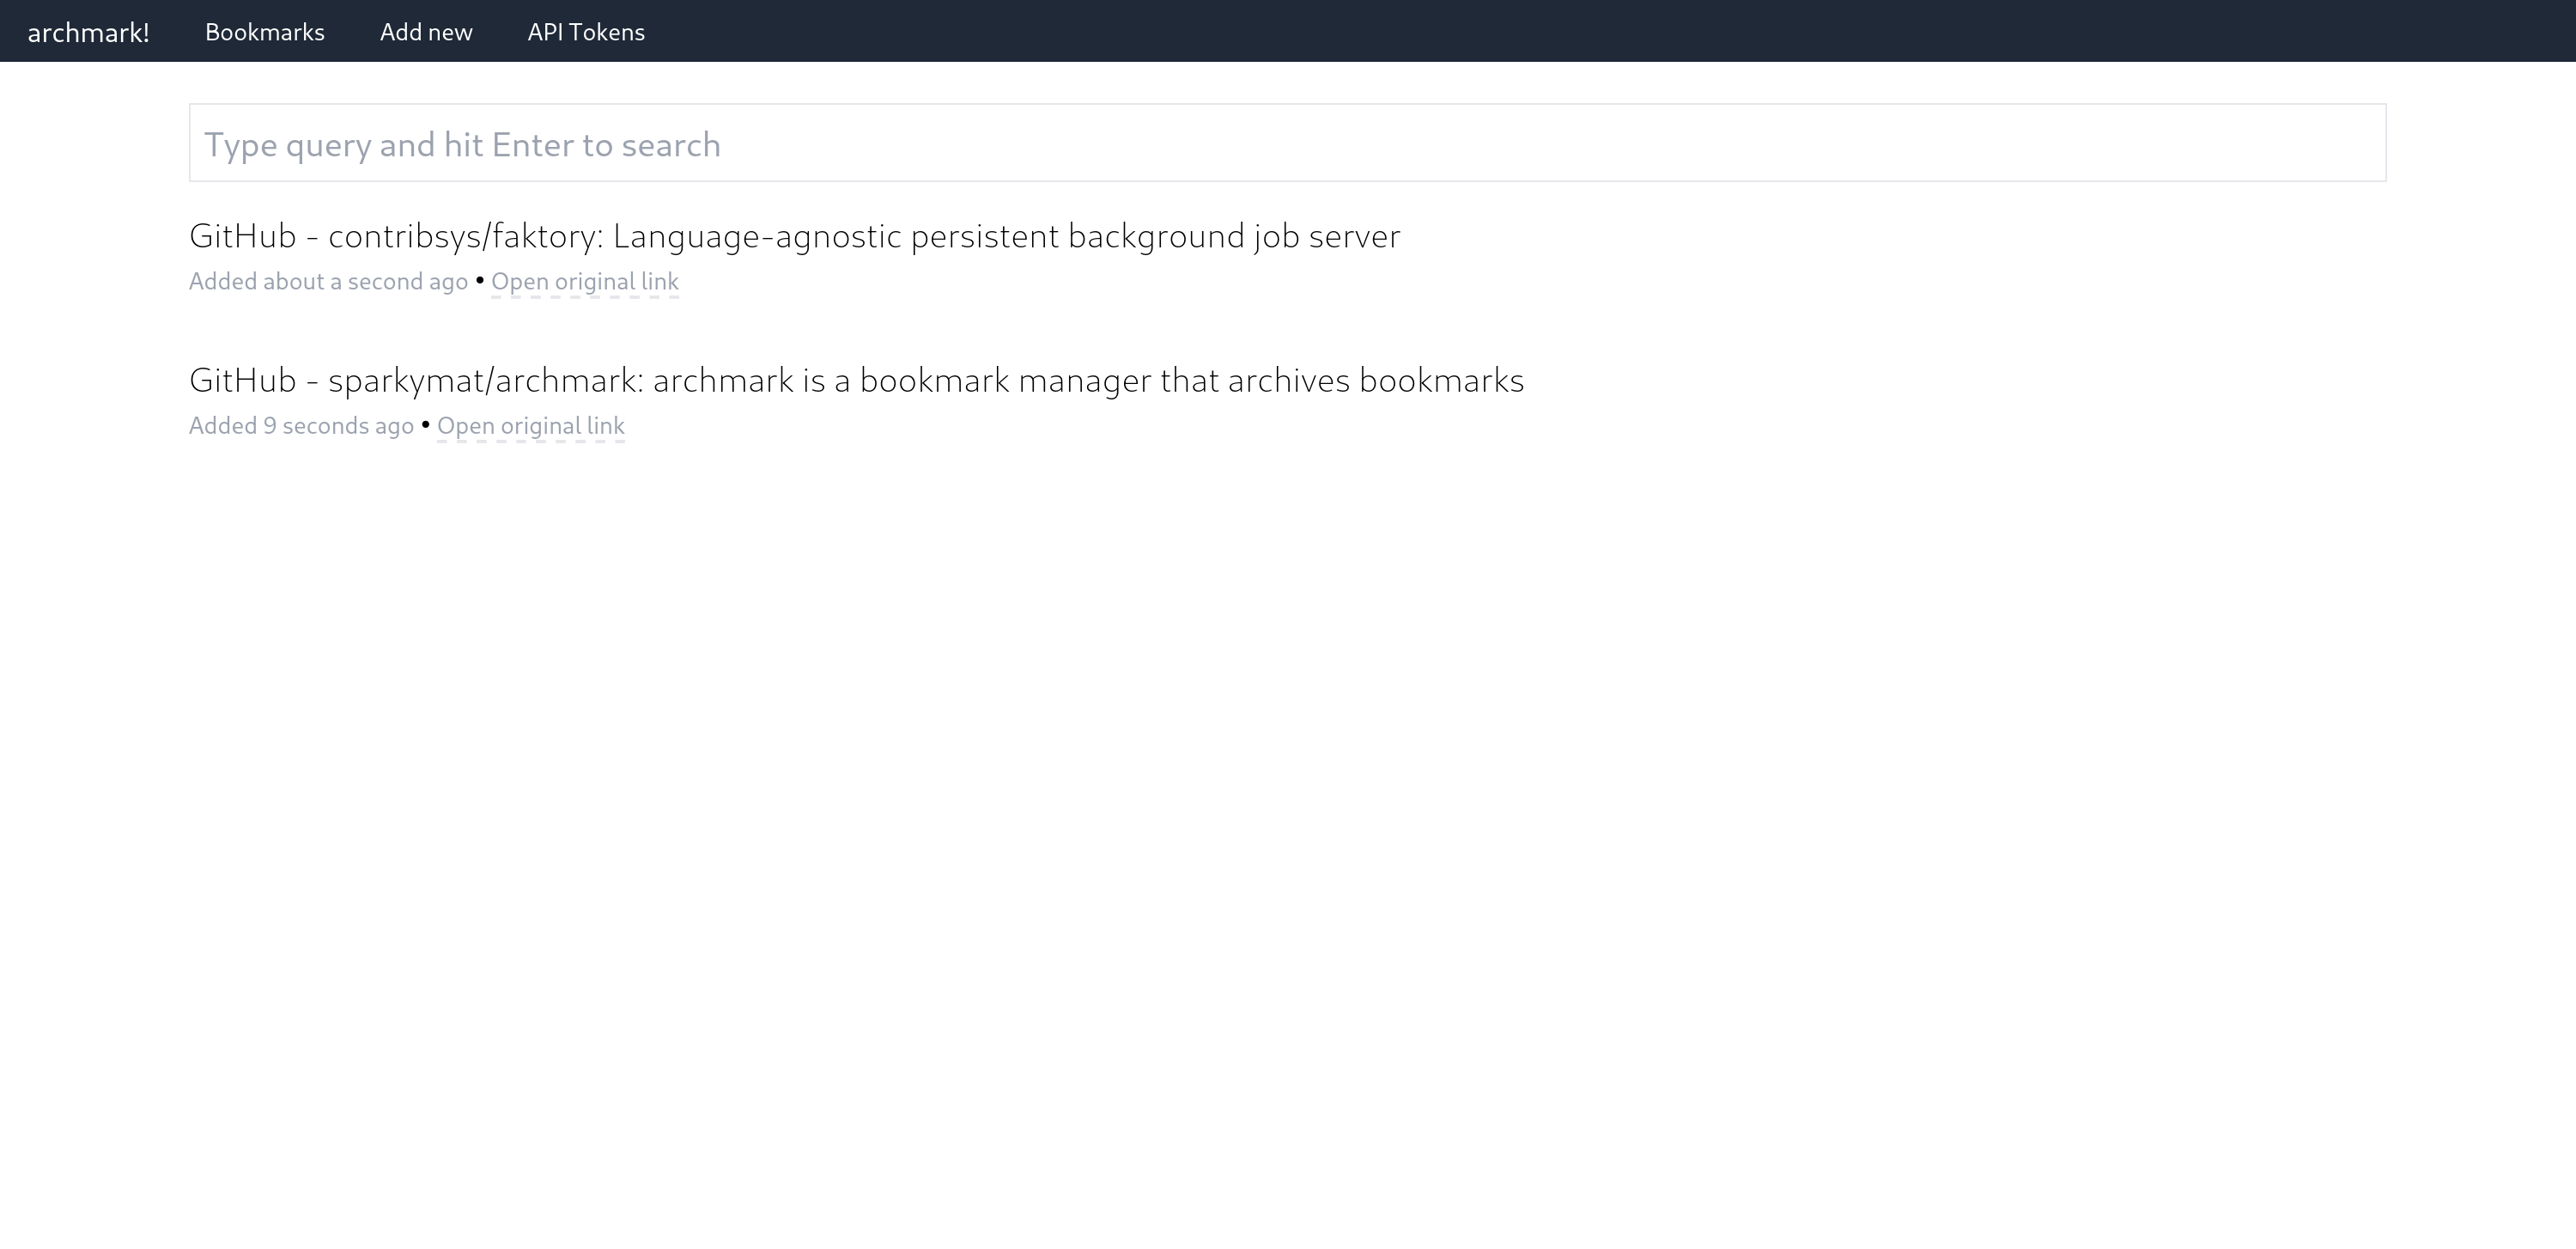 archmark! Bookmarks Add new API Tokens
Type query and hit Enter to search
GitHub - contribsys/faktory: Language-agnostic persistent background job server
Added about a second ago • Open original link
GitHub - sparkymat/archmark: archmark is a bookmark manager that archives bookmarks
Added 9 seconds ago • Open original link